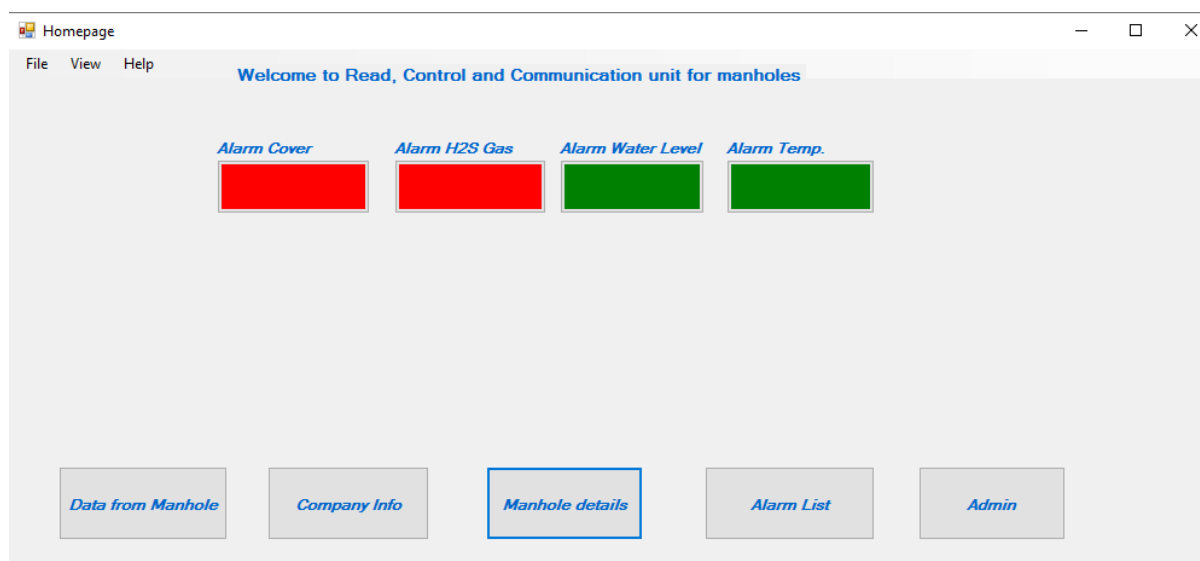 Homepage
File View Help
Welcome to Read, Control and Communication unit for manholes
Alarm Cover Alarm H2S Gas Alarm Water Level Alarm Temp.
Data from Manhole Company Info Manhole details Alarm List Admin